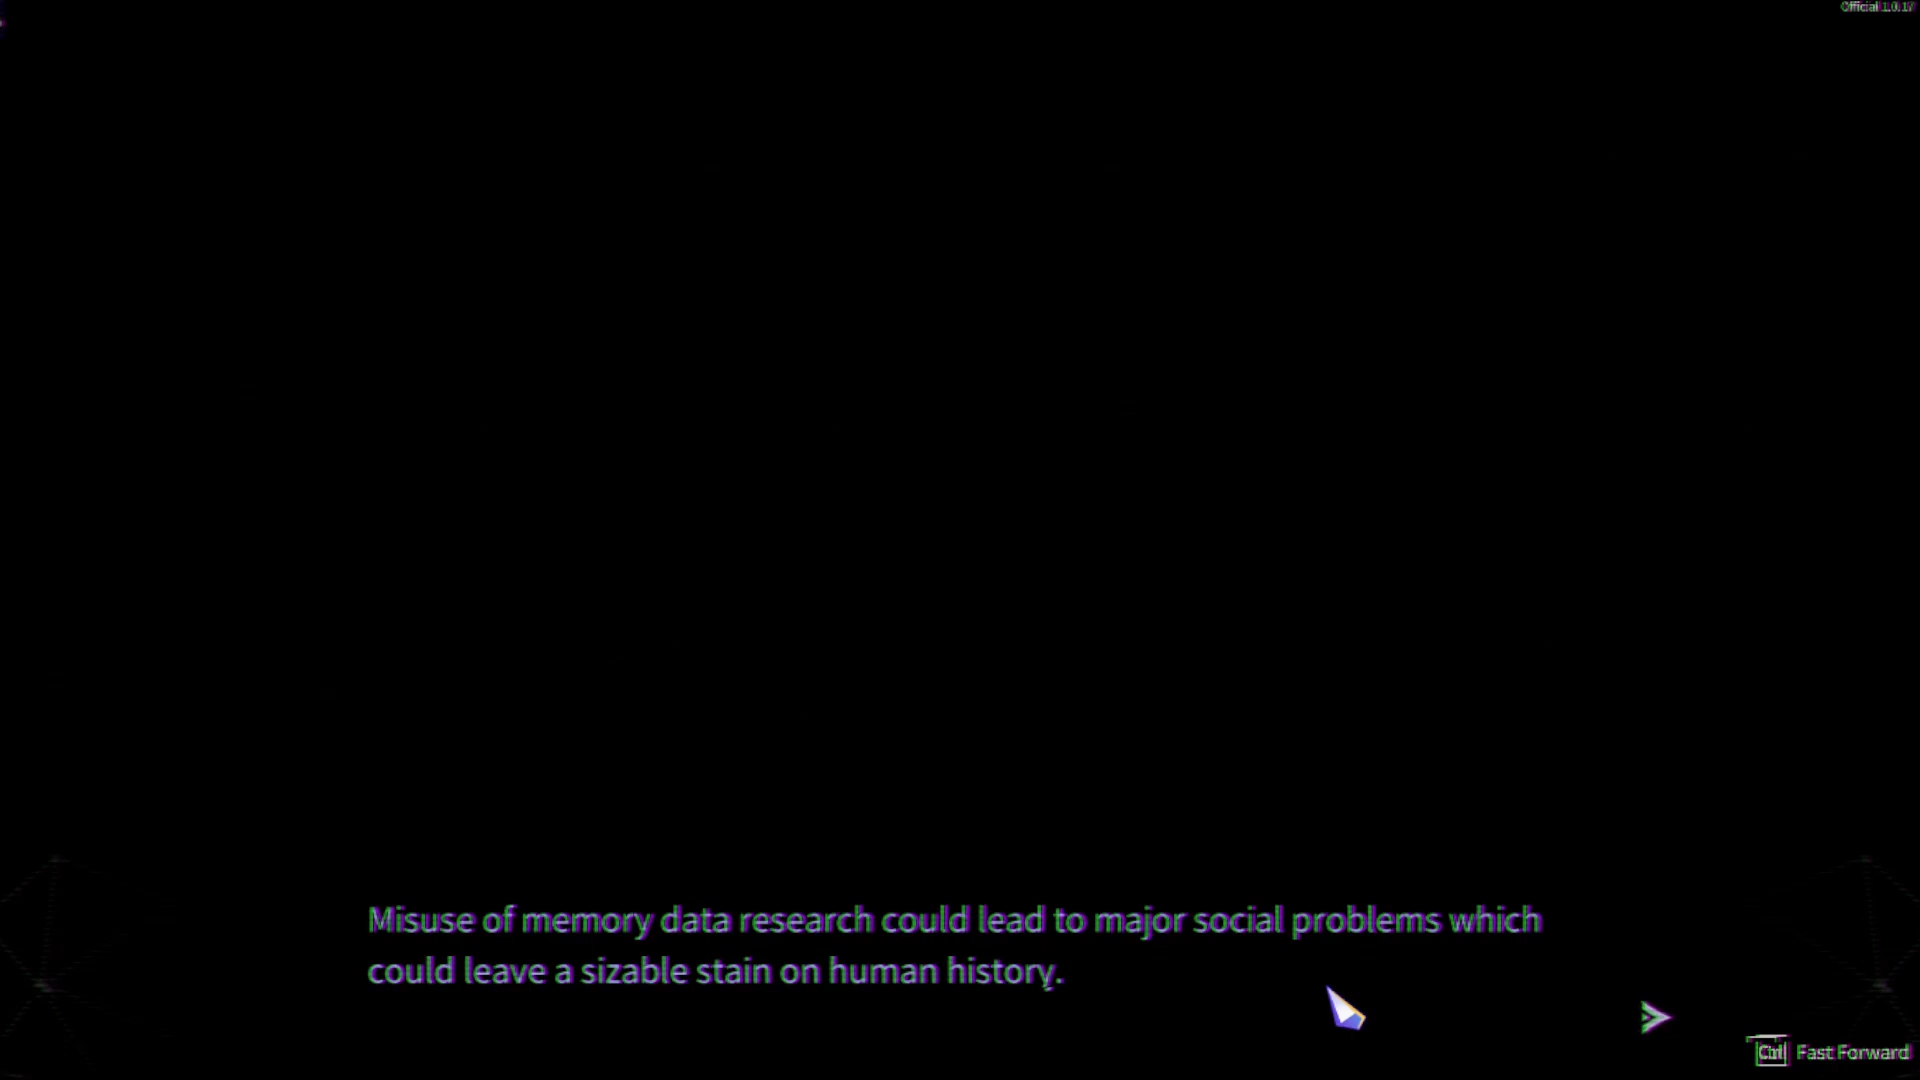 Official 1.0.17
Misuse of memory data research could lead to major social problems which
could leave a sizable stain on human history.
Ctrl Fast Forward